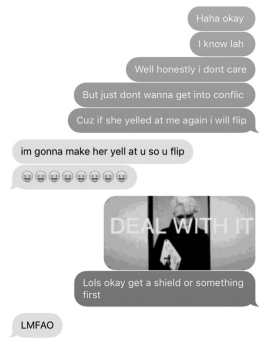 Haha okay
I know lah
Well honestly i dont care
But just dont wanna get into conflic
Cuz if she yelled at me again i will flip
im gonna make her yell at u so u flip
DEAL WITH IT
Lols okay get a shield or something
first
LMFAO